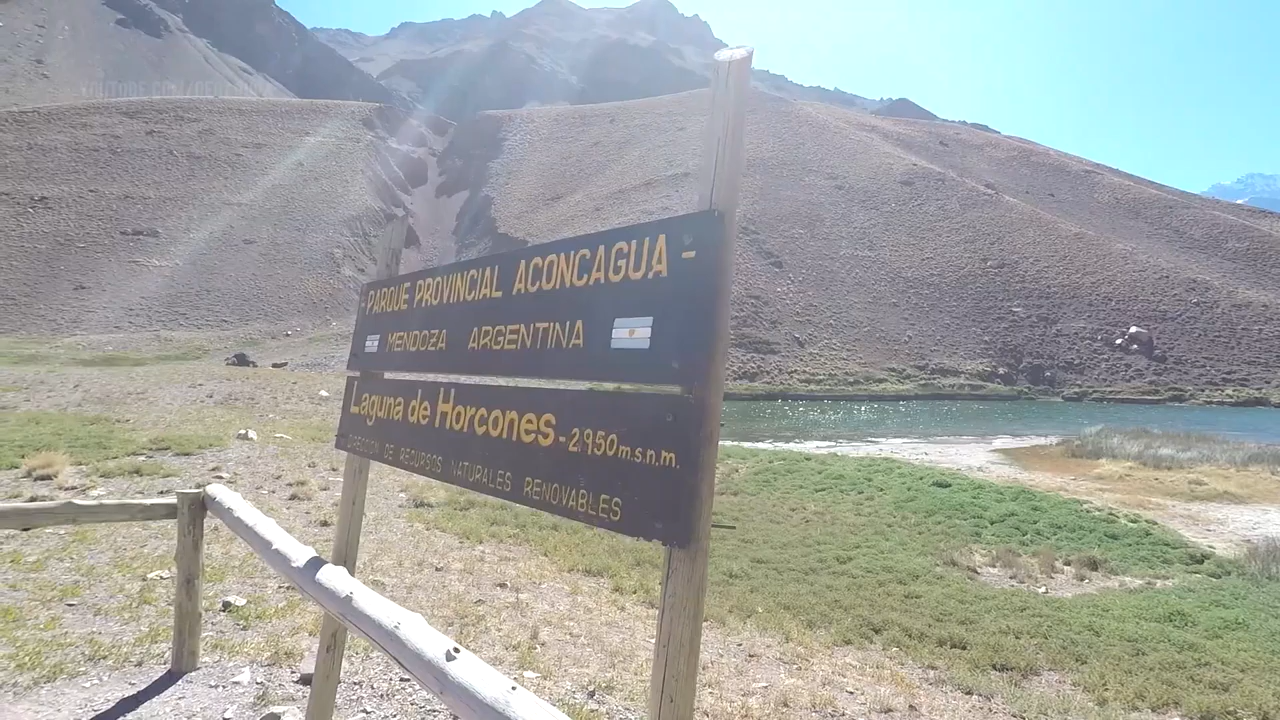 - PARQUE PROVINCIAL ACONCAGUA -
MENDOZA ARGENTINA
Laguna de Horcones - 2.950 m.s.n.m.
DIRECCION DE RECURSOS NATURALES RENOVABLES